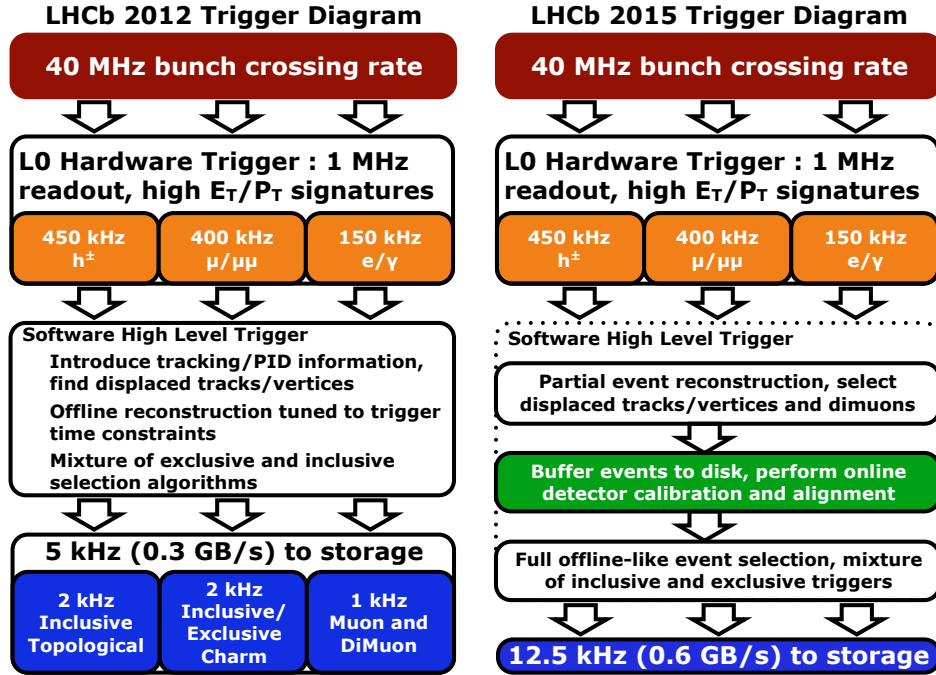 LHCb 2012 Trigger Diagram
40 MHz bunch crossing rate
L0 Hardware Trigger : 1 MHz
readout, high E_T/P_T signatures
450 kHz
h±
400 kHz
μ/μμ
150 kHz
e/γ
Software High Level Trigger
Introduce tracking/PID information,
find displaced tracks/vertices
Offline reconstruction tuned to trigger
time constraints
Mixture of exclusive and inclusive
selection algorithms
5 kHz (0.3 GB/s) to storage
2 kHz
Inclusive
Topological
2 kHz
Inclusive/
Exclusive
Charm
1 kHz
Muon and
DiMuon
LHCb 2015 Trigger Diagram
40 MHz bunch crossing rate
L0 Hardware Trigger : 1 MHz
readout, high E_T/P_T signatures
450 kHz
h±
400 kHz
μ/μμ
150 kHz
e/γ
Software High Level Trigger
Partial event reconstruction, select
displaced tracks/vertices and dimuons
Buffer events to disk, perform online
detector calibration and alignment
Full offline-like event selection, mixture
of inclusive and exclusive triggers
12.5 kHz (0.6 GB/s) to storage